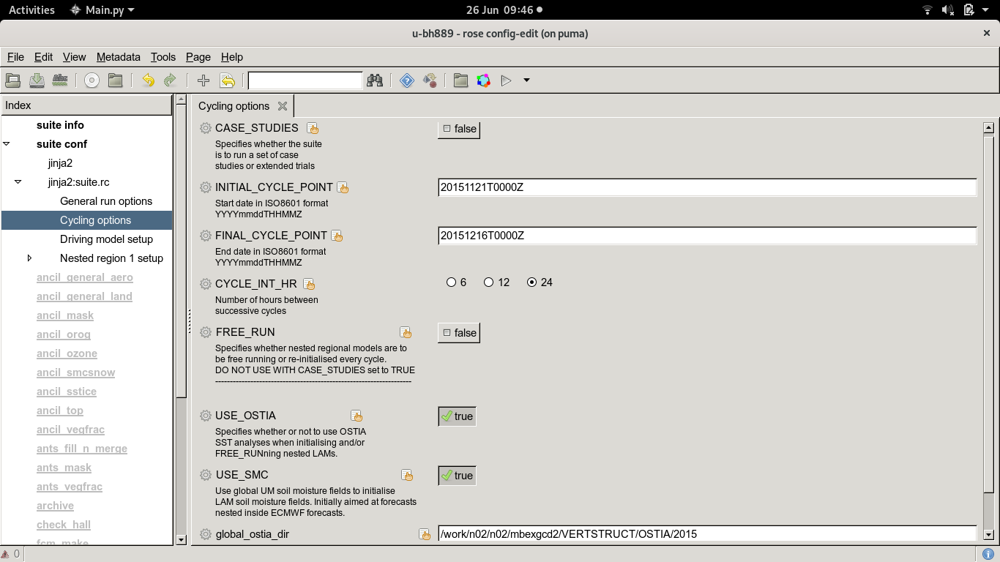 Activities Main.py 26 Jun 09:46
u-bh889 - rose config-edit (on puma)
File Edit View Metadata Tools Page Help
Index
suite info
suite conf
jinja2
jinja2:suite.rc
General run options
Cycling options
Driving model setup
Nested region 1 setup
ancil_general_aero
ancil_general_land
ancil_mask
ancil_orog
ancil_ozone
ancil_smcsnow
ancil_sstice
ancil_top
ancil_vegfrac
ants_fill_n_merge
ants_mask
ants_vegfrac
archive
check_hall
fcm_make
Cycling options
CASE_STUDIES false
Specifies whether the suite
is to run a set of case
studies or extended trials
INITIAL_CYCLE_POINT 20151121T0000Z
Start date in ISO8601 format
YYYYmmddTHHMMZ
FINAL_CYCLE_POINT 20151216T0000Z
End date in ISO8601 format
YYYYmmddTHHMMZ
CYCLE_INT_HR 6 12 24
Number of hours between
successive cycles
FREE_RUN false
Specifies whether nested regional models are to
be free running or re-initialised every cycle.
DO NOT USE WITH CASE_STUDIES set to TRUE
-------------------------------------------------------------------
USE_OSTIA true
Specifies whether or not to use OSTIA
SST analyses when initialising and/or
FREE_RUNning nested LAMs.
USE_SMC true
Use global UM soil moisture fields to initialise
LAM soil moisture fields. Initially aimed at forecasts
nested inside ECMWF forecasts.
global_ostia_dir /work/n02/n02/mbexgcd2/VERTSTRUCT/OSTIA/2015
0